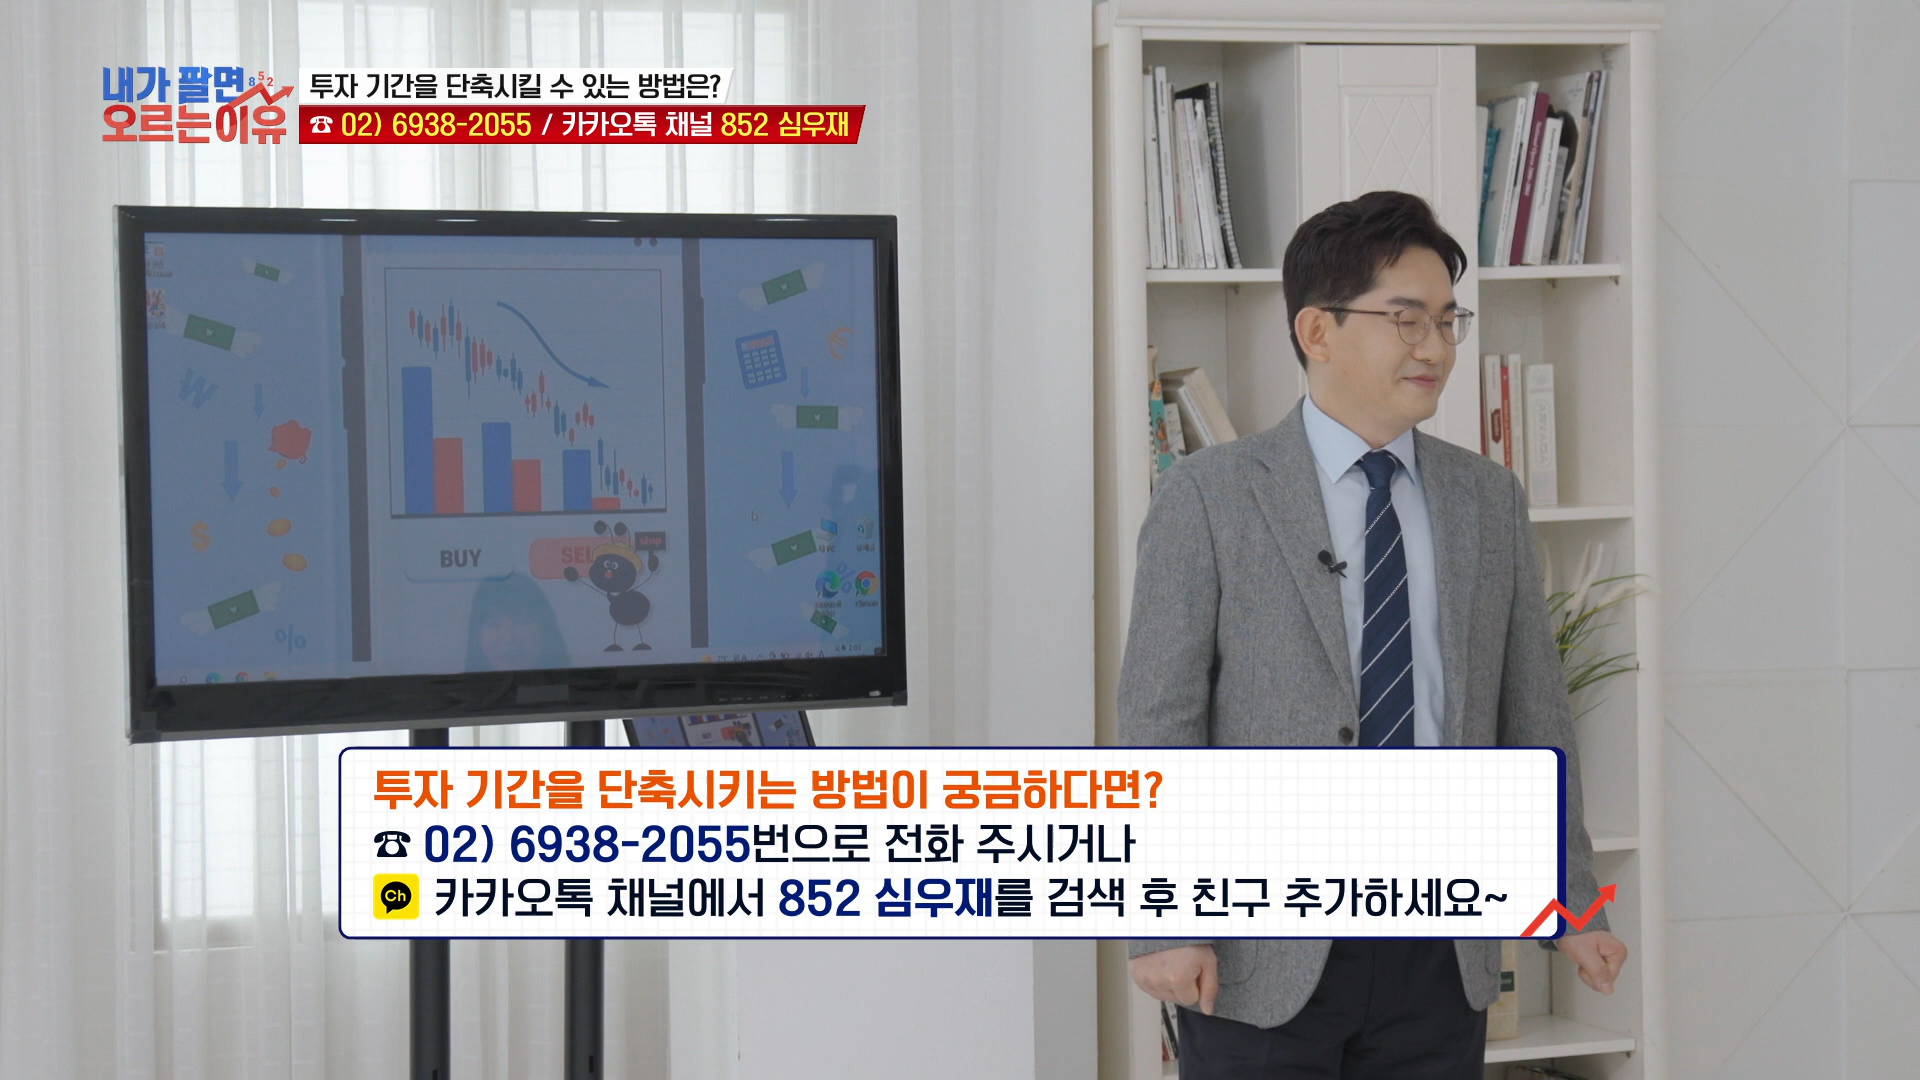 내가 팔면 852
오르는 이유
투자 기간을 단축시킬 수 있는 방법은?
☎ 02) 6938-2055 / 카카오톡 채널 852 심우재
BUY
SEL
stop
투자 기간을 단축시키는 방법이 궁금하다면?
☎ 02) 6938-2055번으로 전화 주시거나
Ch 카카오톡 채널에서 852 심우재를 검색 후 친구 추가하세요~